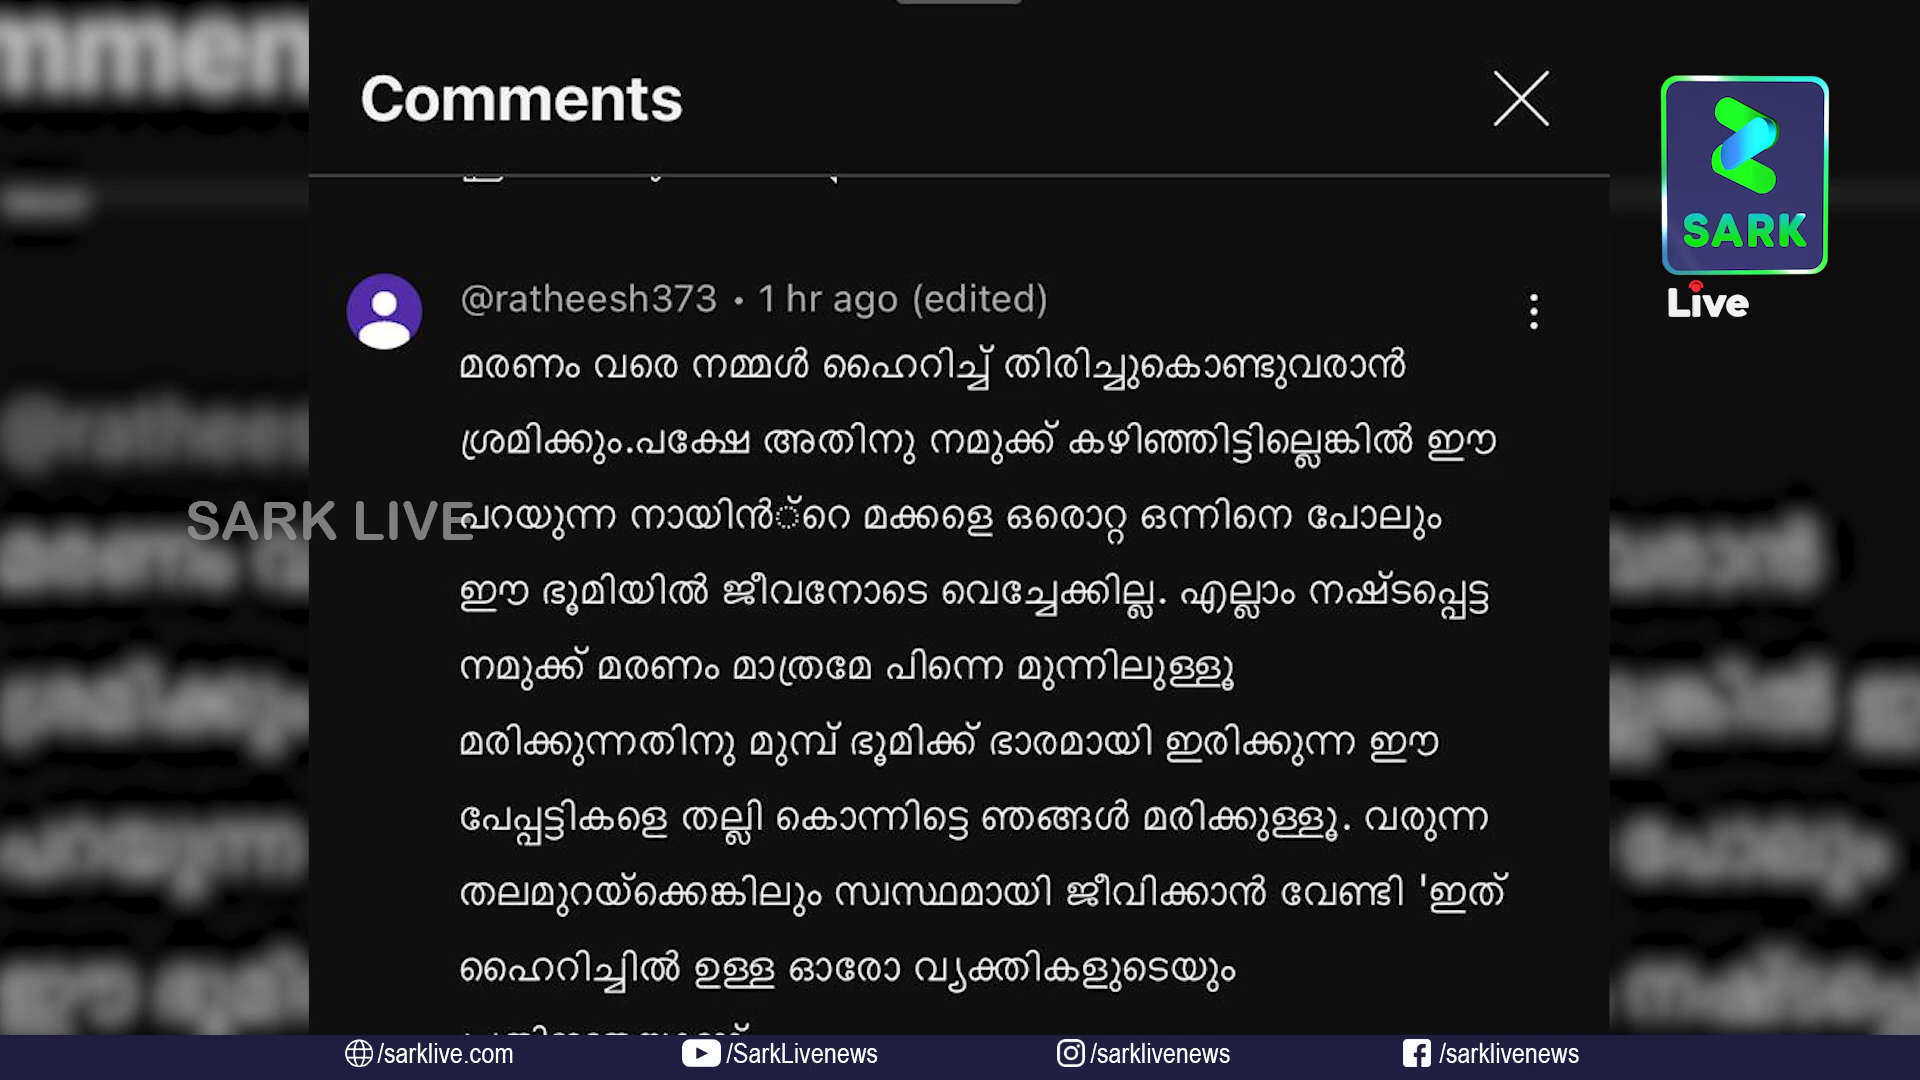 Comments
SARK
Live
@ratheesh373 • 1 hr ago (edited)
മരണം വരെ നമ്മൾ ഹൈറിച്ച് തിരിച്ചുകൊണ്ടുവരാൻ
ശ്രമിക്കും.പക്ഷേ അതിനു നമുക്ക് കഴിഞ്ഞിട്ടില്ലെങ്കിൽ ഈ
പറയുന്ന നായിൻ്റെ മക്കളെ ഒരൊറ്റ ഒന്നിനെ പോലും
SARK LIVE
ഈ ഭൂമിയിൽ ജീവനോടെ വെച്ചേക്കില്ല. എല്ലാം നഷ്ടപ്പെട്ട
നമുക്ക് മരണം മാത്രമേ പിന്നെ മുന്നിലുള്ളൂ
മരിക്കുന്നതിനു മുമ്പ് ഭൂമിക്ക് ഭാരമായി ഇരിക്കുന്ന ഈ
പേപ്പട്ടികളെ തല്ലി കൊന്നിട്ടെ ഞങ്ങൾ മരിക്കുള്ളൂ. വരുന്ന
തലമുറയ്ക്കെങ്കിലും സ്വസ്ഥമായി ജീവിക്കാൻ വേണ്ടി 'ഇത്
ഹൈറിച്ചിൽ ഉള്ള ഓരോ വ്യക്തികളുടെയും
/sarklive.com
/SarkLivenews
/sarklivenews
/sarklivenews